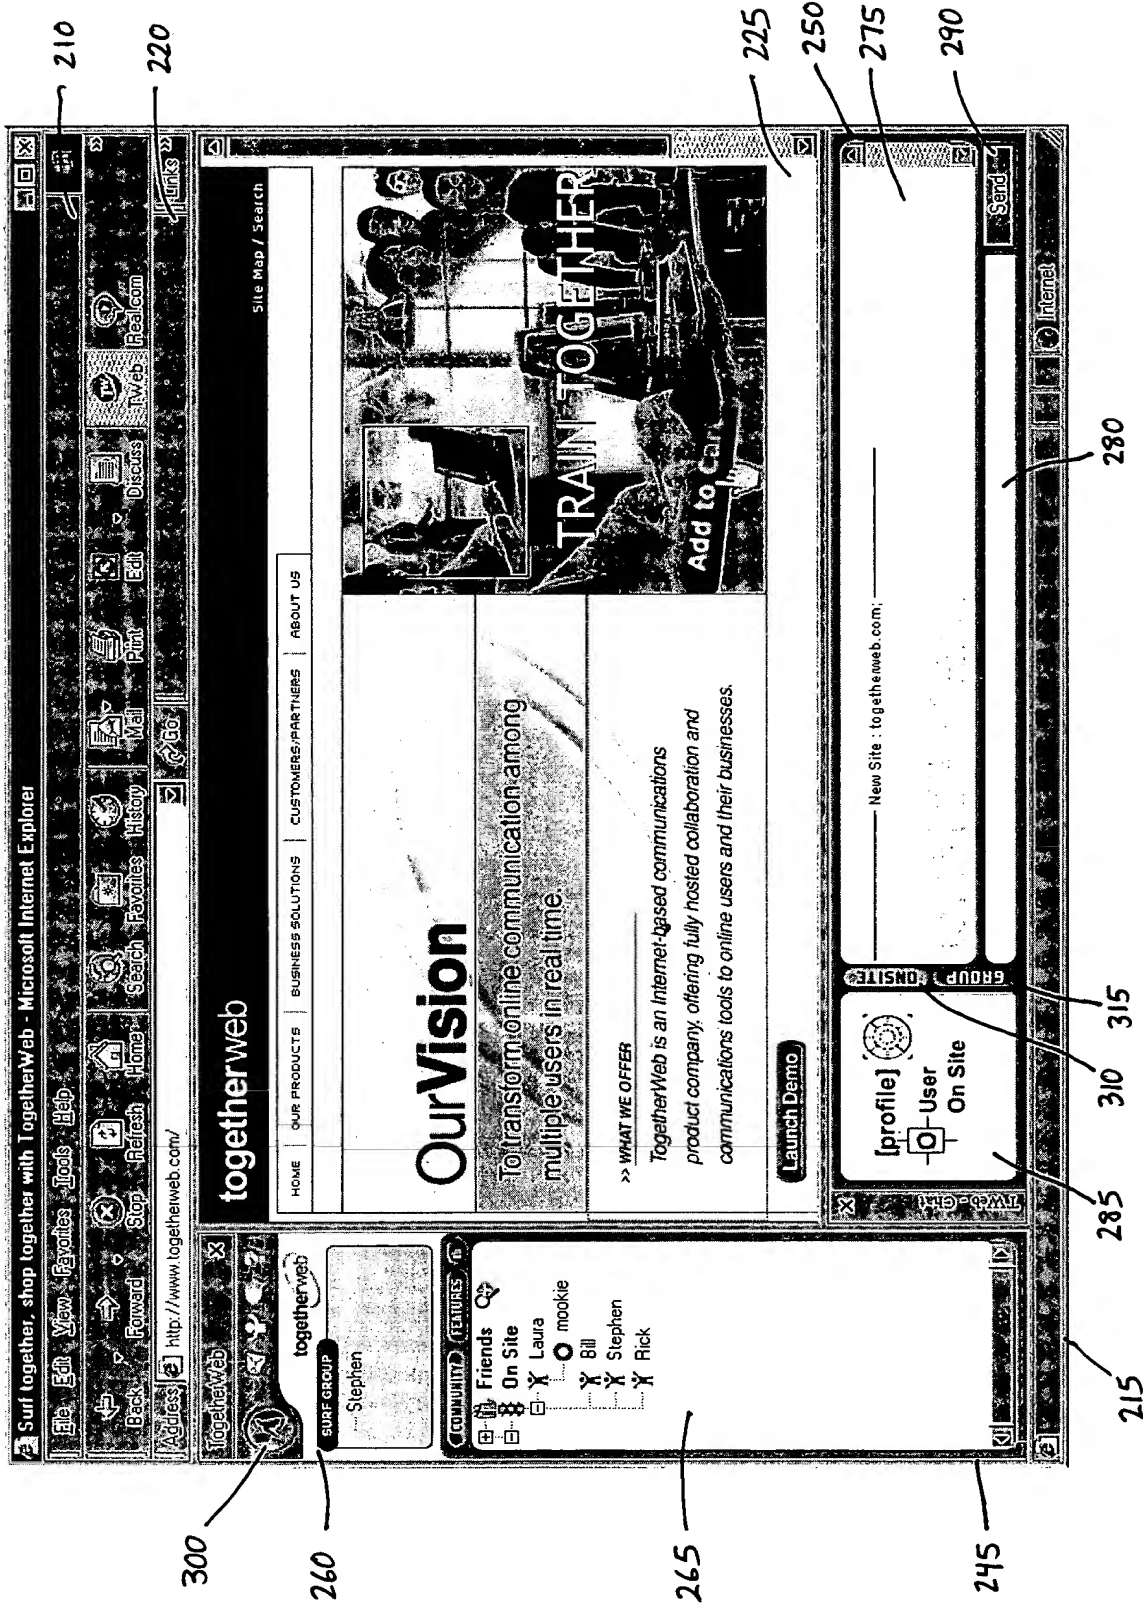 Surf together, shop together with TogetherWeb - Microsoft Internet Explorer
File Edit View Favorites Tools Help
Back Forward Stop Refresh Home Search Favorites History Mail Print Edit Discuss TWeb Real.com
Address http://www.togetherweb.com/ Go Links
TogetherWeb
togetherweb
SURF GROUP
Stephen
COMMUNITY FEATURES
Friends
On Site
Laura
mookie
Bill
Stephen
Rick
togetherweb
Site Map / Search
HOME OUR PRODUCTS BUSINESS SOLUTIONS CUSTOMERS/PARTNERS ABOUT US
OurVision
To transform online communication among
multiple users in real time.
>> WHAT WE OFFER
TogetherWeb is an Internet-based communications
product company, offering fully hosted collaboration and
communications tools to online users and their businesses.
Launch Demo
TRAIN TOGETHER
Add to Cart
TWeb - Chat
[profile]
User
On Site
ONSITE
GROUP
New Site : togetherweb.com;
Send
Internet
210
220
225
250
275
290
280
315
310
285
215
245
265
260
300